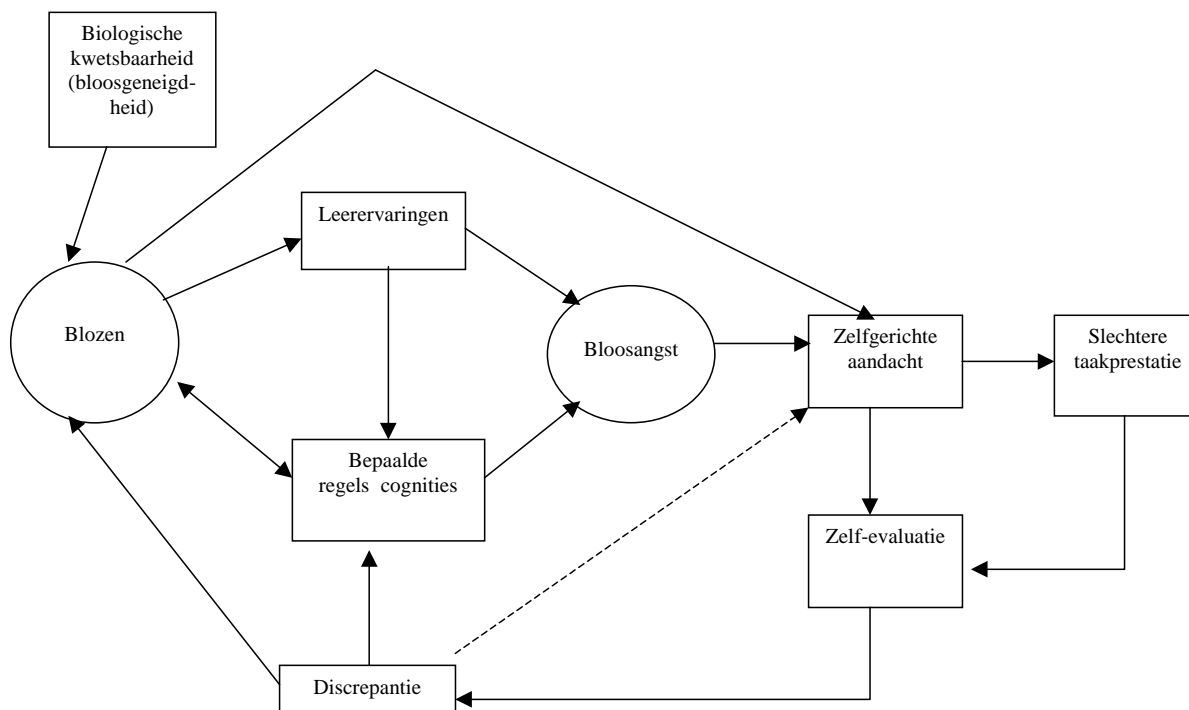 Biologische
kwetsbaarheid
(bloosgeneigd-
heid)
Leerervaringen
Blozen
Bloosangst
Zelfgerichte
aandacht
Slechtere
taakprestatie
Bepaalde
regels cognities
Zelf-evaluatie
Discrepantie